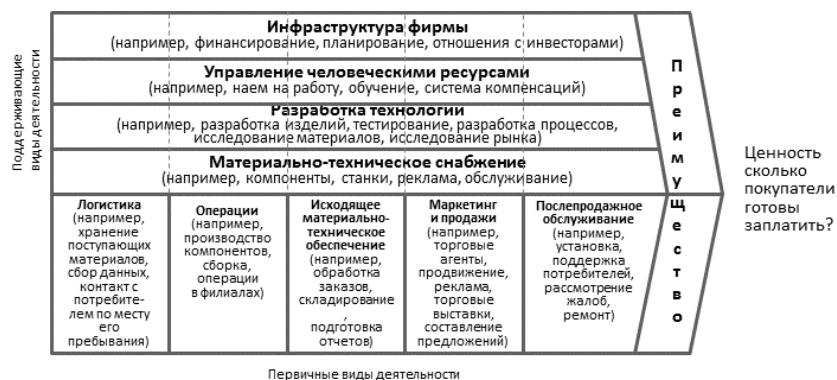 Поддерживающие
виды деятельности
Инфраструктура фирмы
(например, финансирование, планирование, отношения с инвесторами)
Управление человеческими ресурсами
(например, наем на работу, обучение, система компенсаций)
Разработка технологии
(например, разработка изделий, тестирование, разработка процессов,
исследование материалов, исследование рынка)
Материально-техническое снабжение
(например, компоненты, станки, реклама, обслуживание)
Логистика
(например,
хранение
поступающих
материалов,
сбор данных,
контакт с
потребите-
лем по месту
его
пребывания)
Операции
(например,
производство
компонентов,
сборка,
операции
в филиалах)
Исходящее
материально-
техническое
обеспечение
(например,
обработка
заказов,
складирование
,
подготовка
отчетов)
Маркетинг
и продажи
(например,
торговые
агенты,
продвижение,
реклама,
торговые
выставки,
составление
предложений)
Послепродажное
обслуживание
(например,
установка,
поддержка
потребителей,
рассмотрение
жалоб,
ремонт)
Преимущество
Ценность
сколько
покупатели
готовы
заплатить?
Первичные виды деятельности